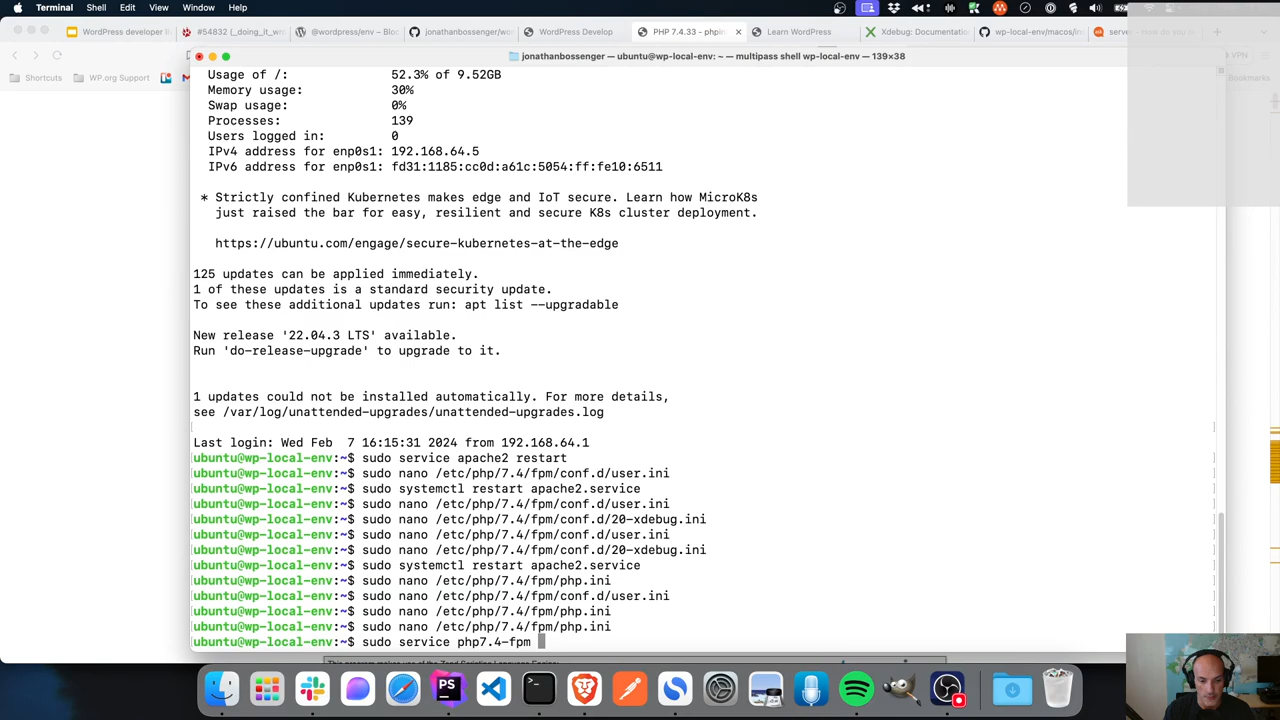 Terminal Shell Edit View Window Help
WordPress developer #54832 (_doing_it_wro @wordpress/env – Bloc jonathanbossenger/wor WordPress Develop PHP 7.4.33 - phpin × Learn WordPress Xdebug: Documentatio wp-local-env/macos/in
VPN
jonathanbossenger — ubuntu@wp-local-env: ~ — multipass shell wp-local-env — 139×38
Shortcuts WP.org Support Bookmarks
Usage of /: 52.3% of 9.52GB
Memory usage: 30%
Swap usage: 0%
Processes: 139
Users logged in: 0
IPv4 address for enp0s1: 192.168.64.5
IPv6 address for enp0s1: fd31:1185:cc0d:a61c:5054:ff:fe10:6511
* Strictly confined Kubernetes makes edge and IoT secure. Learn how MicroK8s
just raised the bar for easy, resilient and secure K8s cluster deployment.
https://ubuntu.com/engage/secure-kubernetes-at-the-edge
125 updates can be applied immediately.
1 of these updates is a standard security update.
To see these additional updates run: apt list --upgradable
New release '22.04.3 LTS' available.
Run 'do-release-upgrade' to upgrade to it.
1 updates could not be installed automatically. For more details,
see /var/log/unattended-upgrades/unattended-upgrades.log
Last login: Wed Feb  7 16:15:31 2024 from 192.168.64.1
ubuntu@wp-local-env:~$ sudo service apache2 restart
ubuntu@wp-local-env:~$ sudo nano /etc/php/7.4/fpm/conf.d/user.ini
ubuntu@wp-local-env:~$ sudo systemctl restart apache2.service
ubuntu@wp-local-env:~$ sudo nano /etc/php/7.4/fpm/conf.d/user.ini
ubuntu@wp-local-env:~$ sudo nano /etc/php/7.4/fpm/conf.d/20-xdebug.ini
ubuntu@wp-local-env:~$ sudo nano /etc/php/7.4/fpm/conf.d/user.ini
ubuntu@wp-local-env:~$ sudo nano /etc/php/7.4/fpm/conf.d/20-xdebug.ini
ubuntu@wp-local-env:~$ sudo systemctl restart apache2.service
ubuntu@wp-local-env:~$ sudo nano /etc/php/7.4/fpm/php.ini
ubuntu@wp-local-env:~$ sudo nano /etc/php/7.4/fpm/conf.d/user.ini
ubuntu@wp-local-env:~$ sudo nano /etc/php/7.4/fpm/php.ini
ubuntu@wp-local-env:~$ sudo nano /etc/php/7.4/fpm/php.ini
ubuntu@wp-local-env:~$ sudo service php7.4-fpm
PS